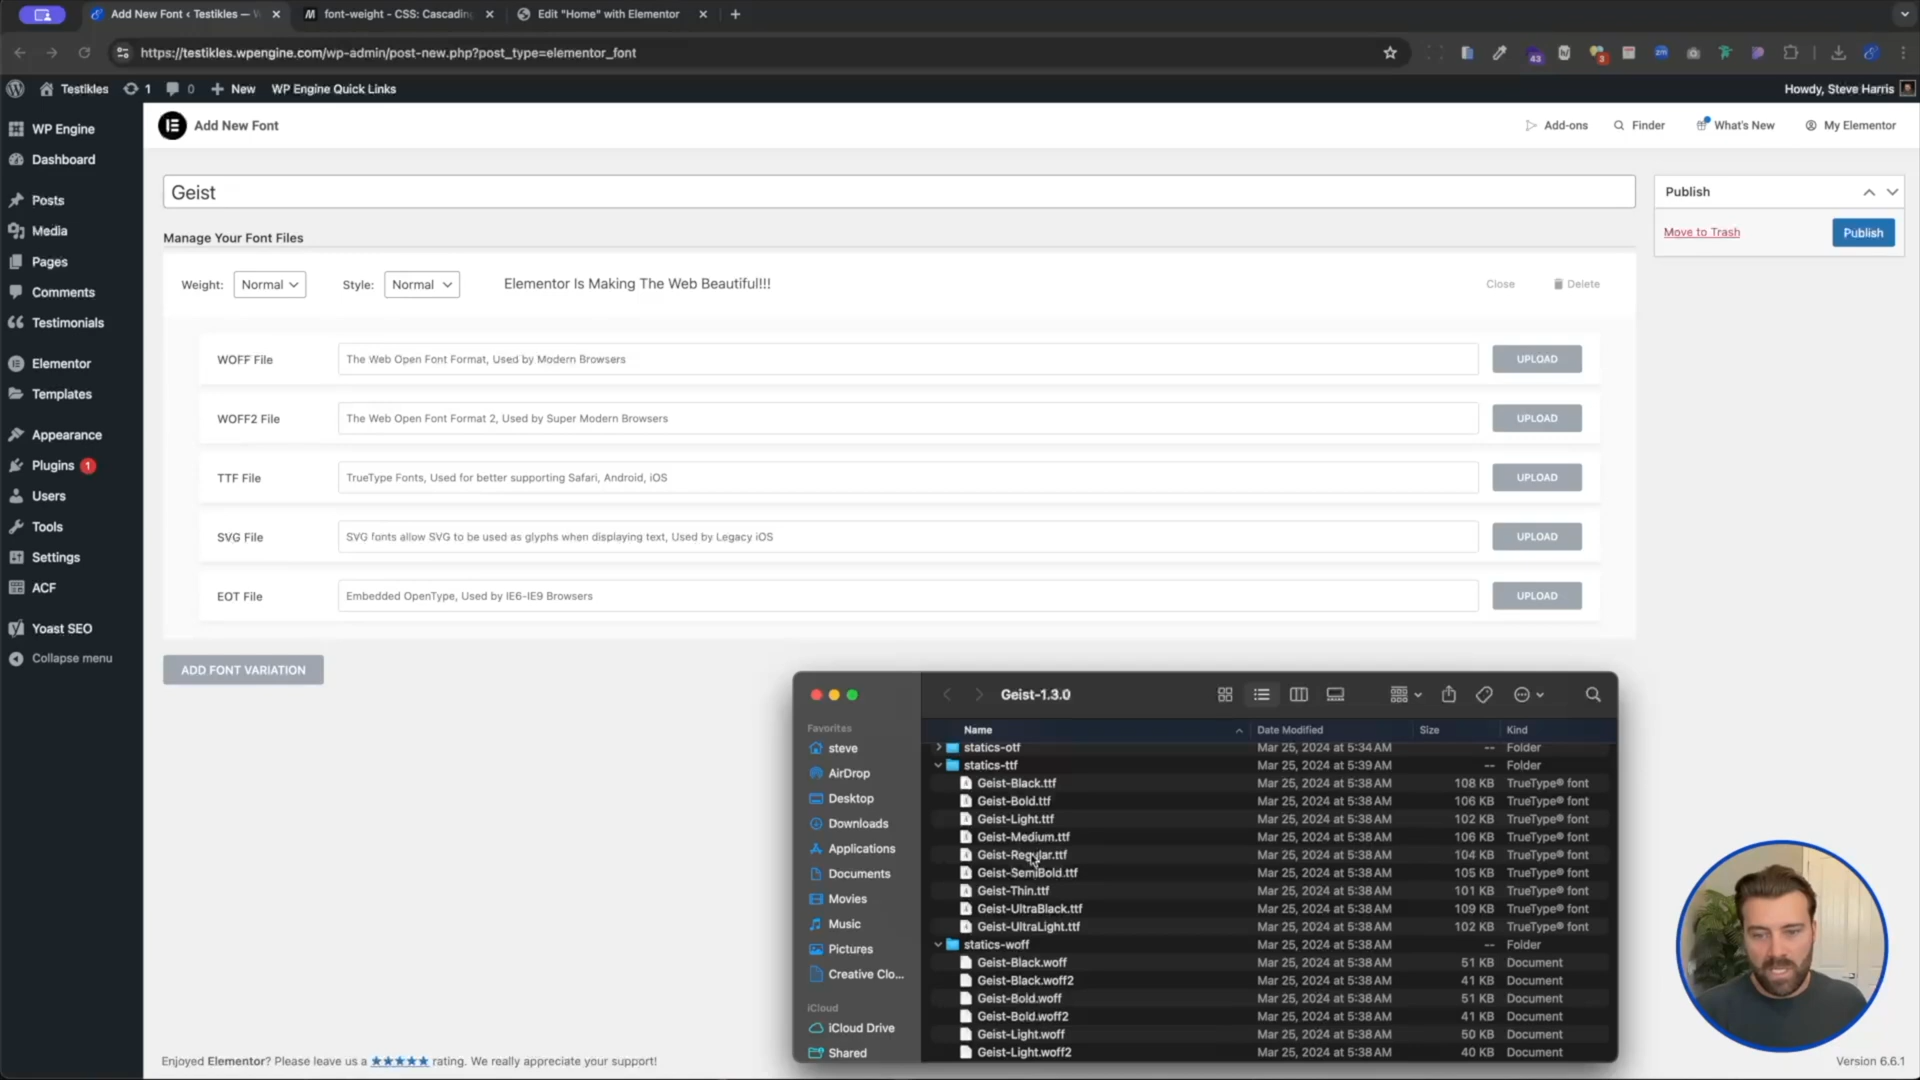 Add New Font ‹ Testikles — W
font-weight - CSS: Cascading
Edit "Home" with Elementor
https://testikles.wpengine.com/wp-admin/post-new.php?post_type=elementor_font
43
3
Testikles
1
0
New
WP Engine Quick Links
Howdy, Steve Harris
WP Engine
Dashboard
Posts
Media
Pages
Comments
Testimonials
Elementor
Templates
Appearance
Plugins 1
Users
Tools
Settings
ACF
Yoast SEO
Collapse menu
Add New Font
Add-ons
Finder
What's New
My Elementor
Geist
Publish
Move to Trash
Publish
Manage Your Font Files
Weight: Normal
Style: Normal
Elementor Is Making The Web Beautiful!!!
Close
Delete
WOFF File
The Web Open Font Format, Used by Modern Browsers
UPLOAD
WOFF2 File
The Web Open Font Format 2, Used by Super Modern Browsers
UPLOAD
TTF File
TrueType Fonts, Used for better supporting Safari, Android, iOS
UPLOAD
SVG File
SVG fonts allow SVG to be used as glyphs when displaying text, Used by Legacy iOS
UPLOAD
EOT File
Embedded OpenType, Used by IE6-IE9 Browsers
UPLOAD
ADD FONT VARIATION
Geist-1.3.0
Favorites
steve
AirDrop
Desktop
Downloads
Applications
Documents
Movies
Music
Pictures
Creative Clo...
iCloud
iCloud Drive
Shared
Name Date Modified Size Kind
statics-otf Mar 25, 2024 at 5:34 AM -- Folder
statics-ttf Mar 25, 2024 at 5:39 AM -- Folder
Geist-Black.ttf Mar 25, 2024 at 5:38 AM 108 KB TrueType® font
Geist-Bold.ttf Mar 25, 2024 at 5:38 AM 106 KB TrueType® font
Geist-Light.ttf Mar 25, 2024 at 5:38 AM 102 KB TrueType® font
Geist-Medium.ttf Mar 25, 2024 at 5:38 AM 106 KB TrueType® font
Geist-Regular.ttf Mar 25, 2024 at 5:38 AM 104 KB TrueType® font
Geist-SemiBold.ttf Mar 25, 2024 at 5:38 AM 105 KB TrueType® font
Geist-Thin.ttf Mar 25, 2024 at 5:38 AM 101 KB TrueType® font
Geist-UltraBlack.ttf Mar 25, 2024 at 5:38 AM 109 KB TrueType® font
Geist-UltraLight.ttf Mar 25, 2024 at 5:38 AM 102 KB TrueType® font
statics-woff Mar 25, 2024 at 5:38 AM -- Folder
Geist-Black.woff Mar 25, 2024 at 5:38 AM 51 KB Document
Geist-Black.woff2 Mar 25, 2024 at 5:38 AM 41 KB Document
Geist-Bold.woff Mar 25, 2024 at 5:38 AM 51 KB Document
Geist-Bold.woff2 Mar 25, 2024 at 5:38 AM 41 KB Document
Geist-Light.woff Mar 25, 2024 at 5:38 AM 50 KB Document
Geist-Light.woff2 Mar 25, 2024 at 5:38 AM 40 KB Document
Enjoyed Elementor? Please leave us a ★★★★★ rating. We really appreciate your support!
Version 6.6.1